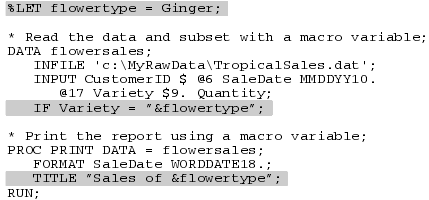 %LET flowertype = Ginger;
* Read the data and subset with a macro variable;
DATA flowersales;
INFILE 'c:\MyRawData\TropicalSales.dat';
INPUT CustomerID $ @6 SaleDate MMDDYY10.
@17 Variety $9. Quantity;
IF Variety = "&flowertype";
* Print the report using a macro variable;
PROC PRINT DATA = flowersales;
FORMAT SaleDate WORDDATE18.;
TITLE "Sales of &flowertype";
RUN;